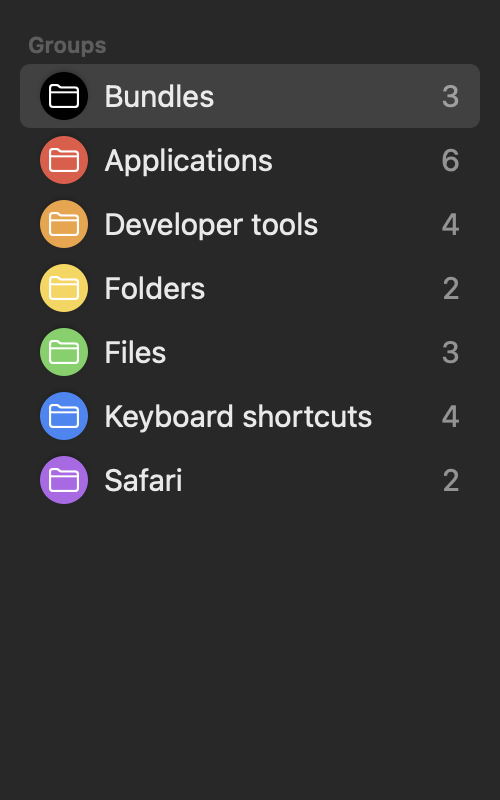 Groups
Bundles 3
Applications 6
Developer tools 4
Folders 2
Files 3
Keyboard shortcuts 4
Safari 2